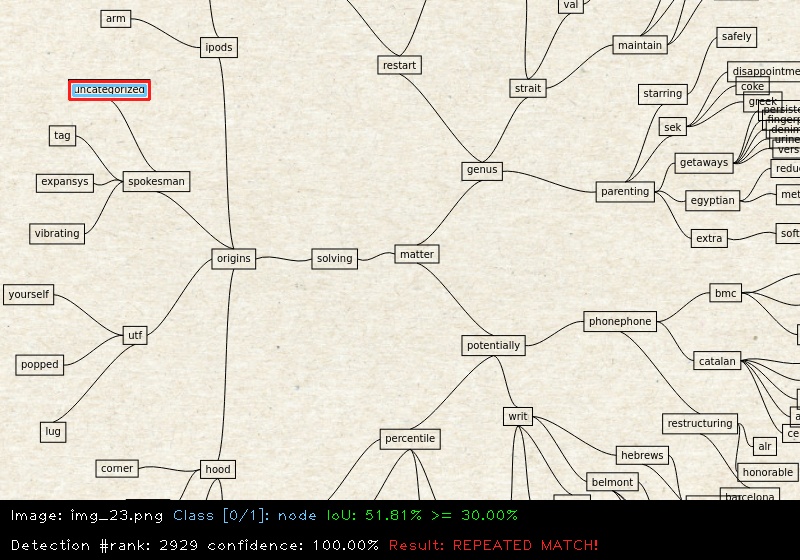 arm
ipods
val
restart
maintain
safely
strait
uncategorized
starring
disappointme
coke
greek
persiste
fingerp
denim
urine
vers
tag
sek
getaways
genus
reduc
expansys
spokesman
parenting
egyptian
met
vibrating
extra
soft
origins
solving
matter
yourself
bmc
phonephone
utf
potentially
popped
catalan
writ
restructuring
a
ce
lug
percentile
alr
hebrews
corner
hood
honorable
belmont
barcelona
Image: img_23.png Class [0/1]: node IoU: 51.81% >= 30.00%
Detection #rank: 2929 confidence: 100.00% Result: REPEATED MATCH!